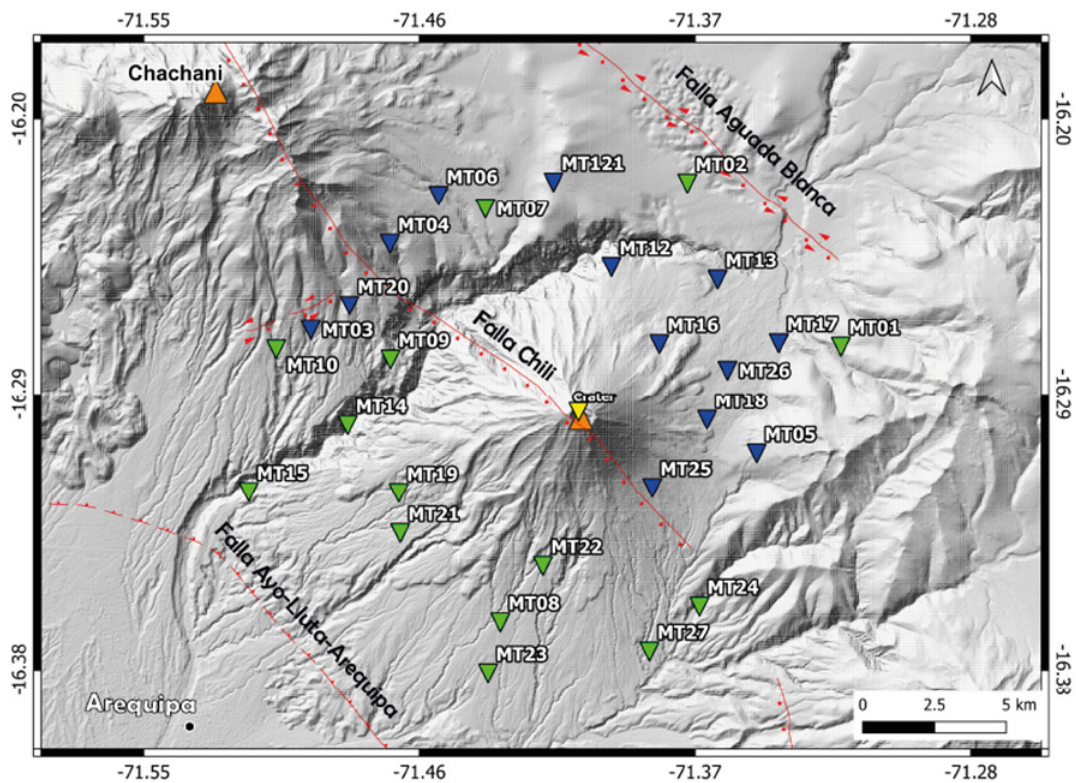 -71.55 -71.46 -71.37 -71.28
Chachani
Falla Aguada Blanca
-16.20 -16.20
MT06 MT121 MT02
MT07
MT04
MT12
MT13
MT20
MT03
MT16 MT17 MT01
Falla Chili
MT09
MT10
MT26
-16.29 -16.29
Crater
MT14
MT18
MT05
MT15 MT19 MT25
MT21
Falla Ayo-Lluta-Arequipa
MT22
MT24
MT08
MT27
MT23
-16.38 -16.38
Arequipa
0 2.5 5 km
-71.55 -71.46 -71.37 -71.28